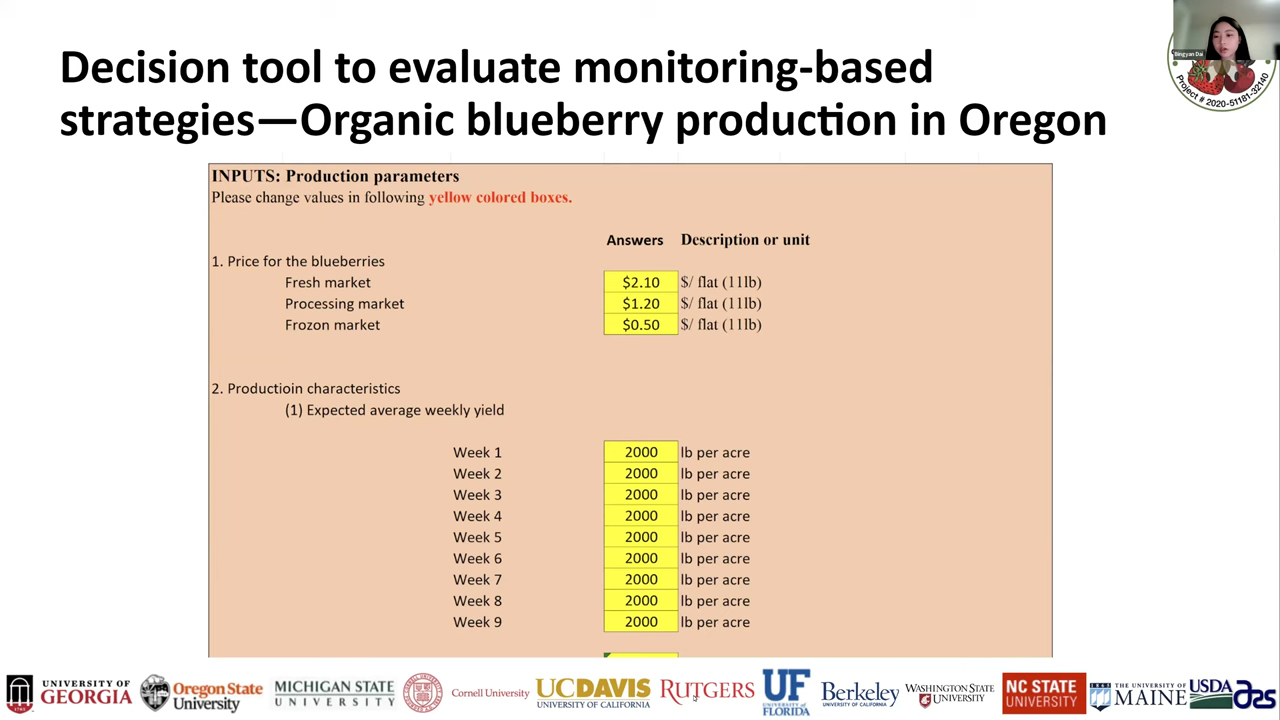 Decision tool to evaluate monitoring-based
strategies—Organic blueberry production in Oregon
Bingyan Dai
Project # 2020-51181-32140
INPUTS: Production parameters
Please change values in following yellow colored boxes.
Answers Description or unit
1. Price for the blueberries
Fresh market $2.10 $/ flat (11lb)
Processing market $1.20 $/ flat (11lb)
Frozon market $0.50 $/ flat (11lb)
2. Productioin characteristics
(1) Expected average weekly yield
Week 1 2000 lb per acre
Week 2 2000 lb per acre
Week 3 2000 lb per acre
Week 4 2000 lb per acre
Week 5 2000 lb per acre
Week 6 2000 lb per acre
Week 7 2000 lb per acre
Week 8 2000 lb per acre
Week 9 2000 lb per acre
UNIVERSITY OF
GEORGIA
Oregon State
University
MICHIGAN STATE
UNIVERSITY
Cornell University
UCDAVIS
UNIVERSITY OF CALIFORNIA
RUTGERS
UF
UNIVERSITY of
FLORIDA
Berkeley
UNIVERSITY OF CALIFORNIA
WASHINGTON STATE
UNIVERSITY
NC STATE
UNIVERSITY
THE UNIVERSITY OF
MAINE
USDA